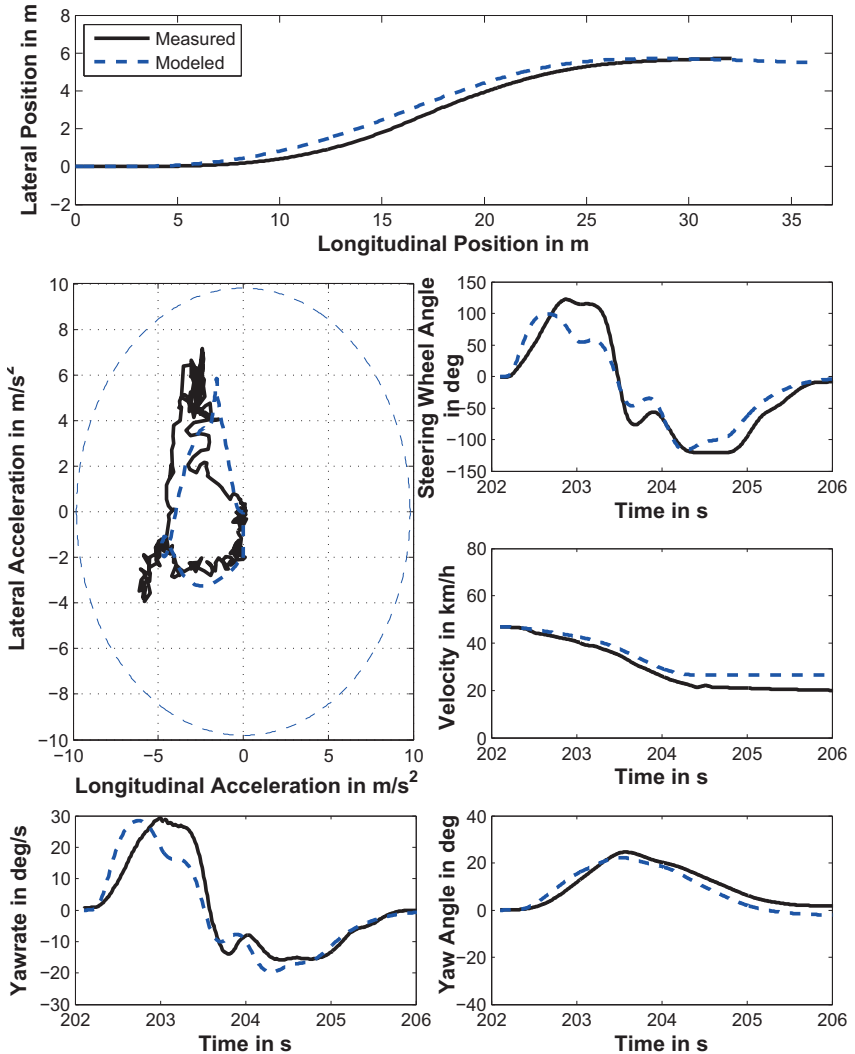 Lateral Position in m
8
6
4
2
0
−2
Measured
Modeled
0 5 10 15 20 25 30 35
Longitudinal Position in m
Lateral Acceleration in m/s²
10
8
6
4
2
0
−2
−4
−6
−8
−10
−10 −5 0 5 10
Longitudinal Acceleration in m/s²
Steering Wheel Angle
in deg
150
100
50
0
−50
−100
−150
202 203 204 205 206
Time in s
Velocity in km/h
80
60
40
20
0
202 203 204 205 206
Time in s
Yawrate in deg/s
30
20
10
0
−10
−20
−30
202 203 204 205 206
Time in s
Yaw Angle in deg
40
20
0
−20
−40
202 203 204 205 206
Time in s